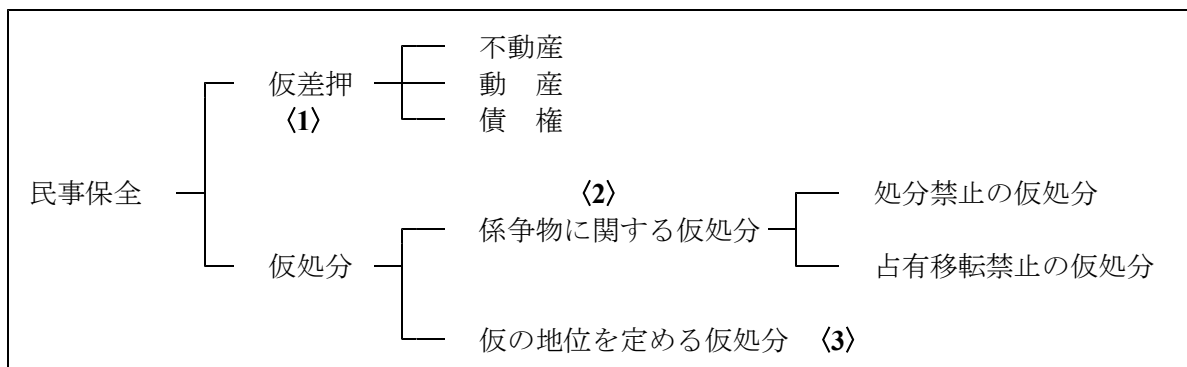 不動産
仮差押
動　産
〈1〉
債　権
民事保全
〈2〉
処分禁止の仮処分
係争物に関する仮処分
仮処分
占有移転禁止の仮処分
仮の地位を定める仮処分　〈3〉